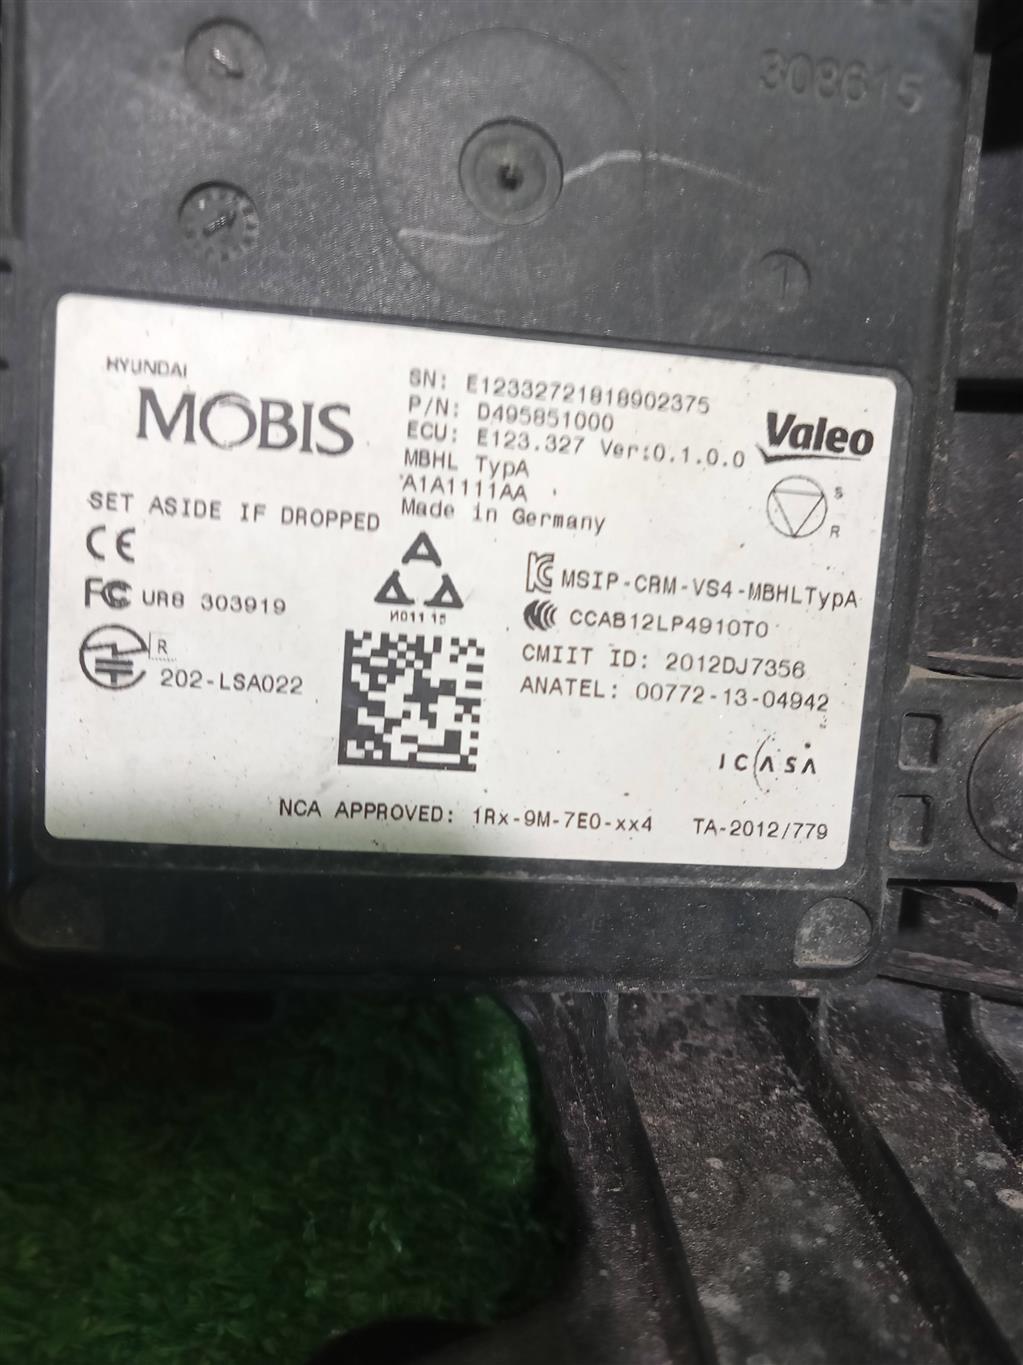 308615
HYUNDAI
MOBIS
SN: E12332721818902375
P/N: D495851000
ECU: E123.327 Ver:0.1.0.0
MBHL TypA
A1A1111AA
Made in Germany
Valeo
S
R
SET ASIDE IF DROPPED
CE
FC UR8 303919
R
202-LSA022
A
MSIP-CRM-VS4-MBHLTypA
CCAB12LP4910T0
CMIIT ID: 2012DJ7356
ANATEL: 00772-13-04942
ICASA
NCA APPROVED: 1Rx-9M-7E0-xx4 TA-2012/779